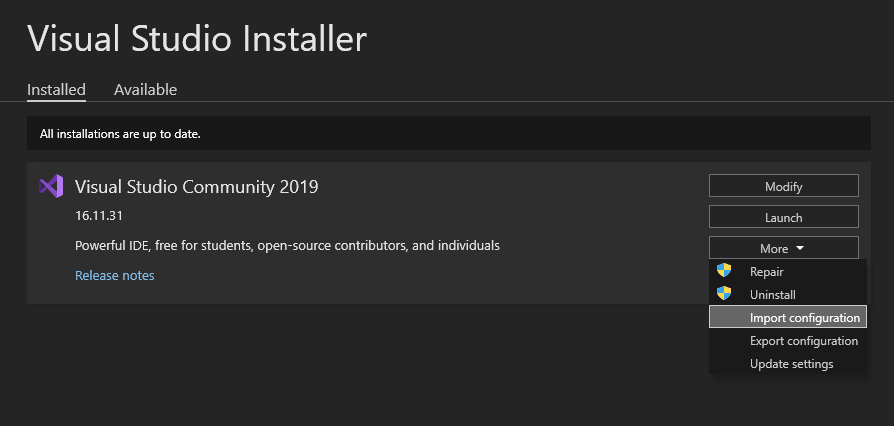 Visual Studio Installer
Installed
Available
All installations are up to date.
Visual Studio Community 2019
16.11.31
Powerful IDE, free for students, open-source contributors, and individuals
Release notes
Modify
Launch
More
Repair
Uninstall
Import configuration
Export configuration
Update settings